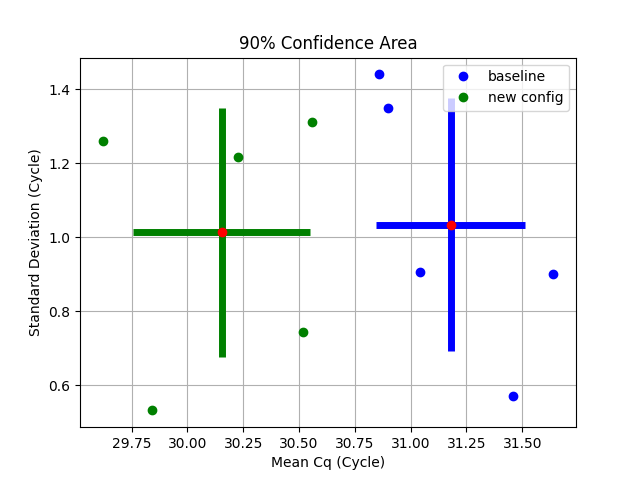 90% Confidence Area
baseline
new config
Standard Deviation (Cycle)
1.4
1.2
1.0
0.8
0.6
29.75 30.00 30.25 30.50 30.75 31.00 31.25 31.50
Mean Cq (Cycle)